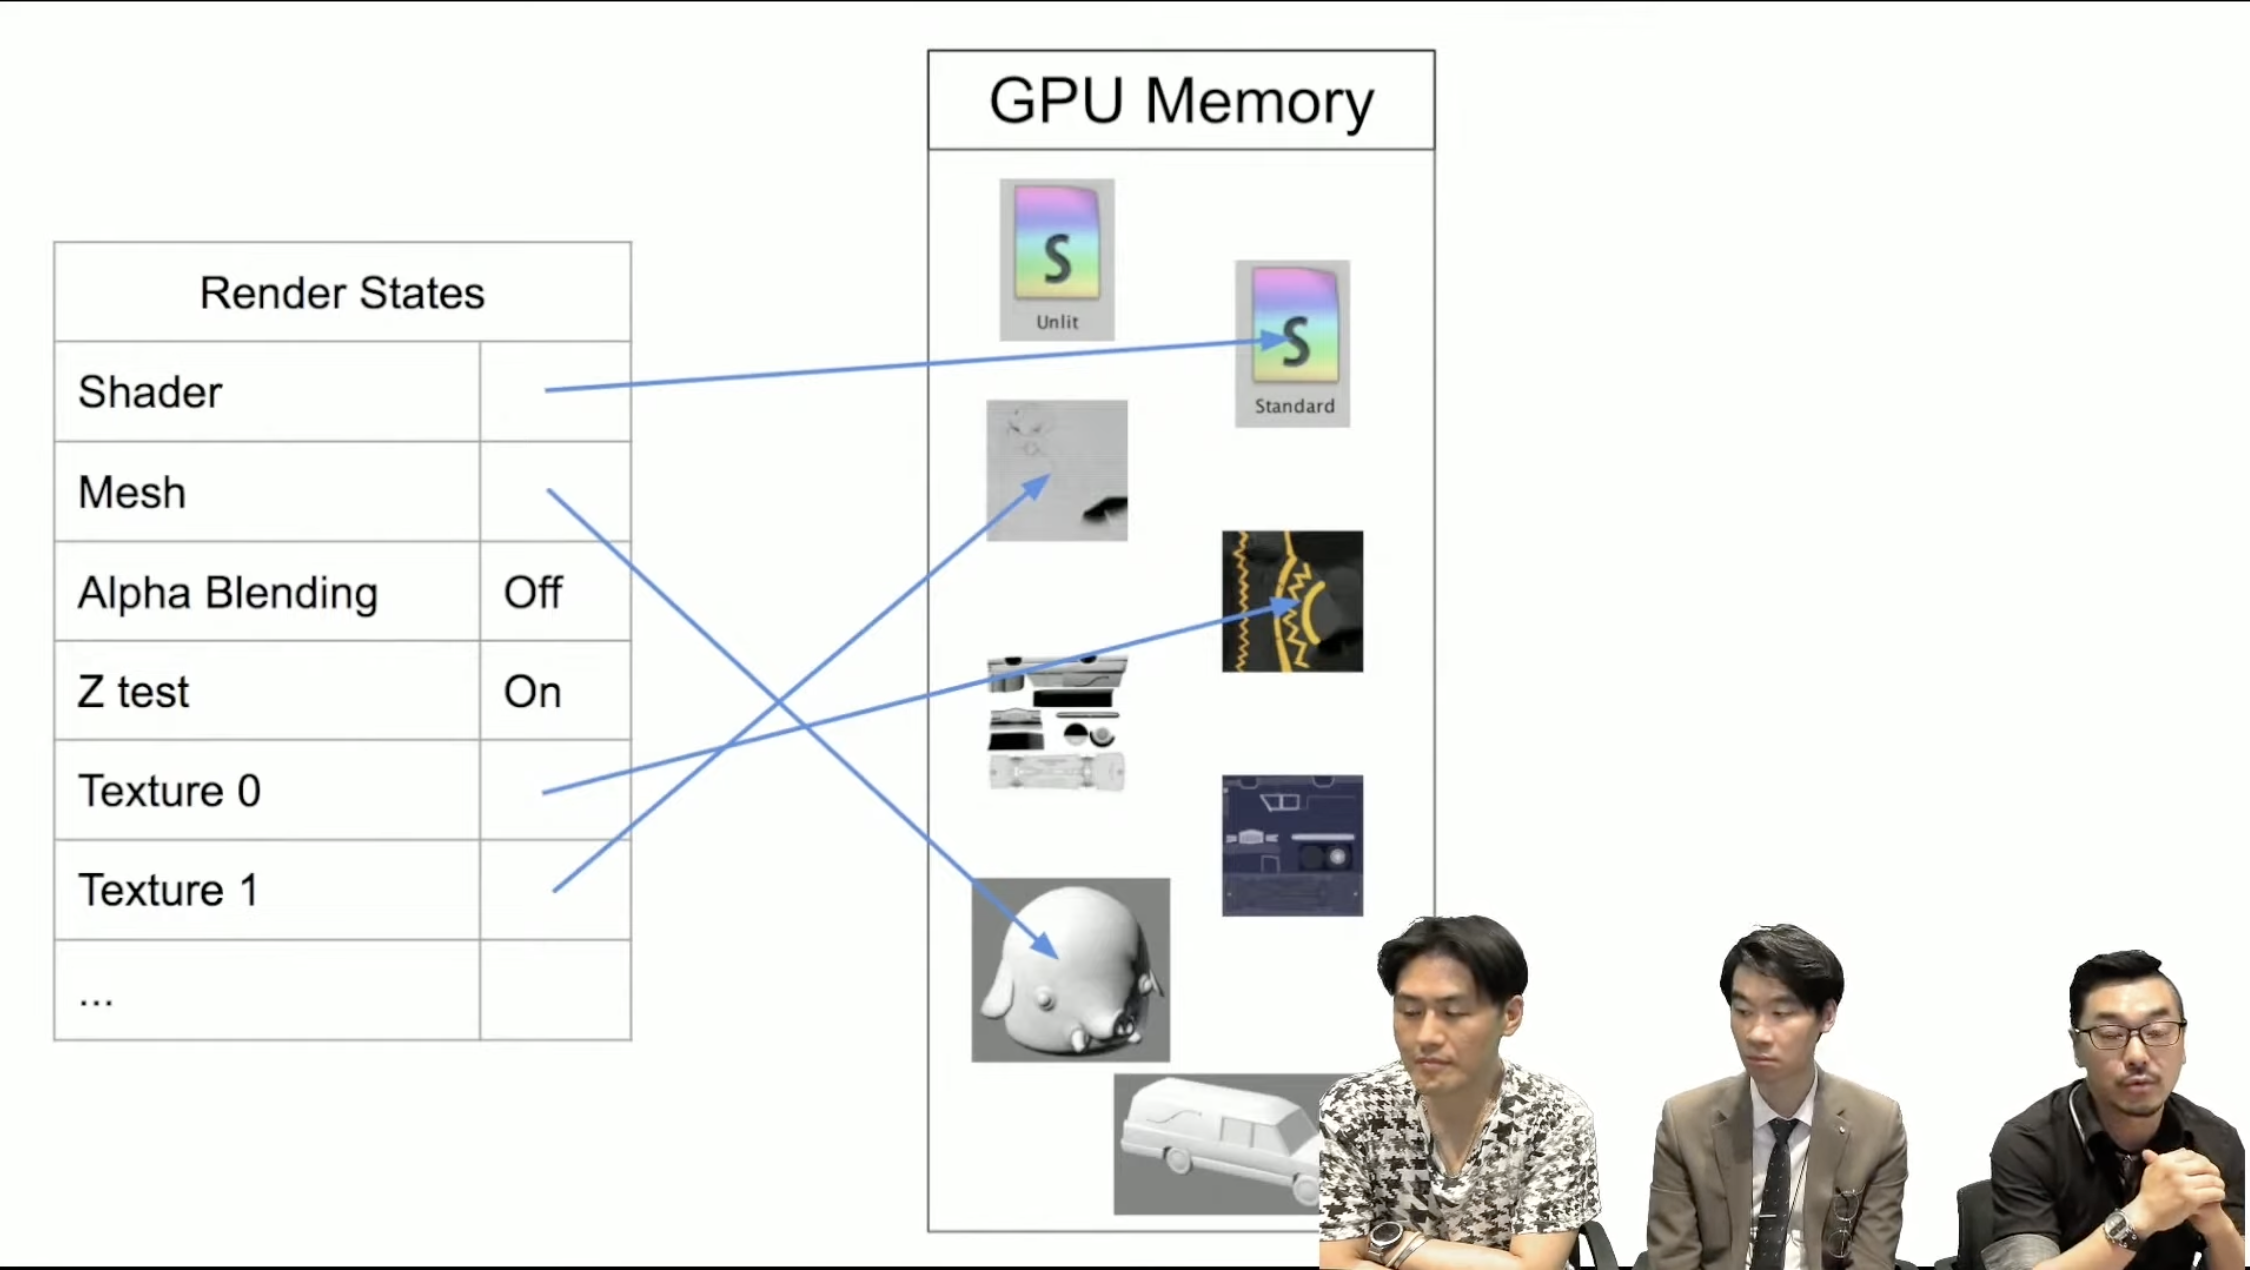 GPU Memory
Unlit
Standard
Render States
Shader
Mesh
Alpha Blending Off
Z test On
Texture 0
Texture 1
...